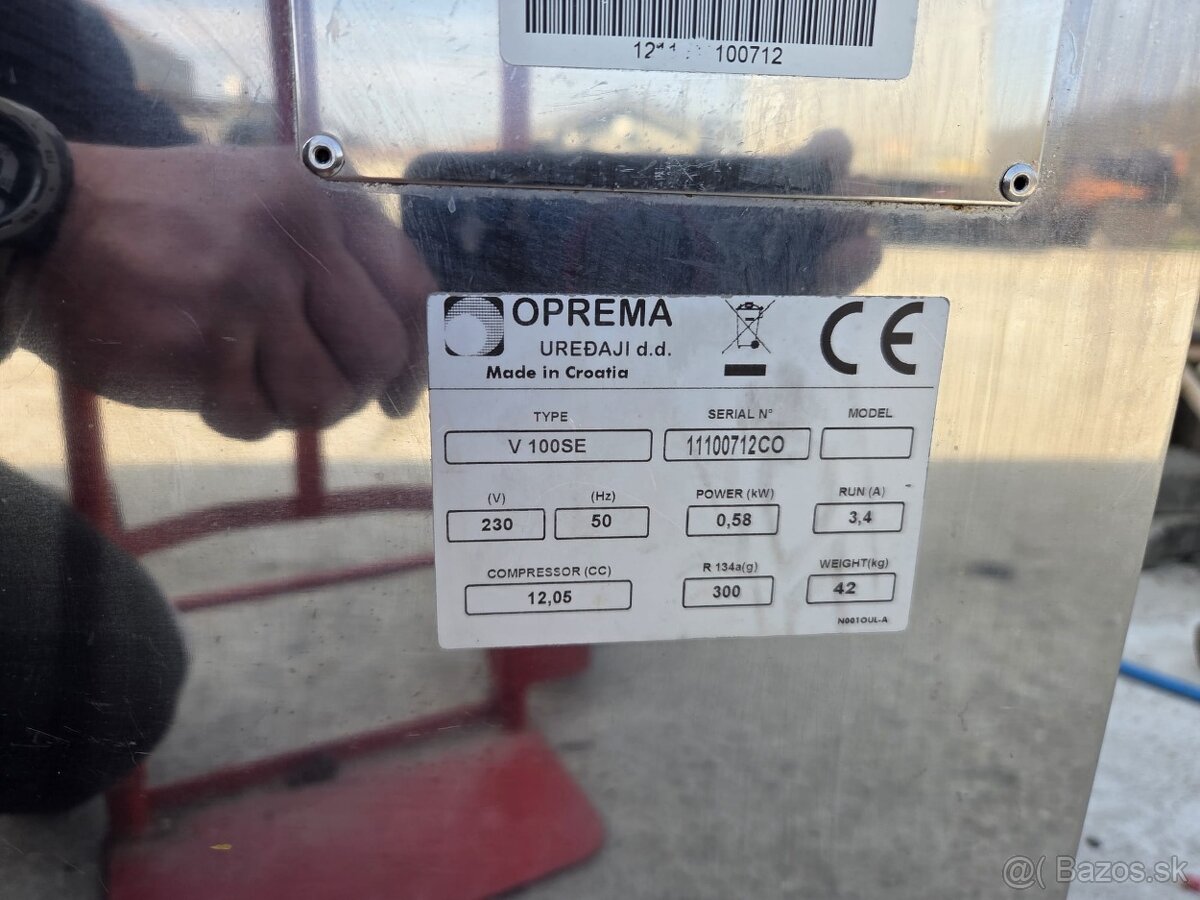 100712
OPREMA
UREĐAJI d.d.
Made in Croatia
CE
TYPE SERIAL N° MODEL
V 100SE 11100712CO
(V) (Hz) POWER (kW) RUN (A)
230 50 0,58 3,4
COMPRESSOR (CC) R 134a(g) WEIGHT(kg)
12,05 300 42
N001OUL-A
@( Bazos.sk